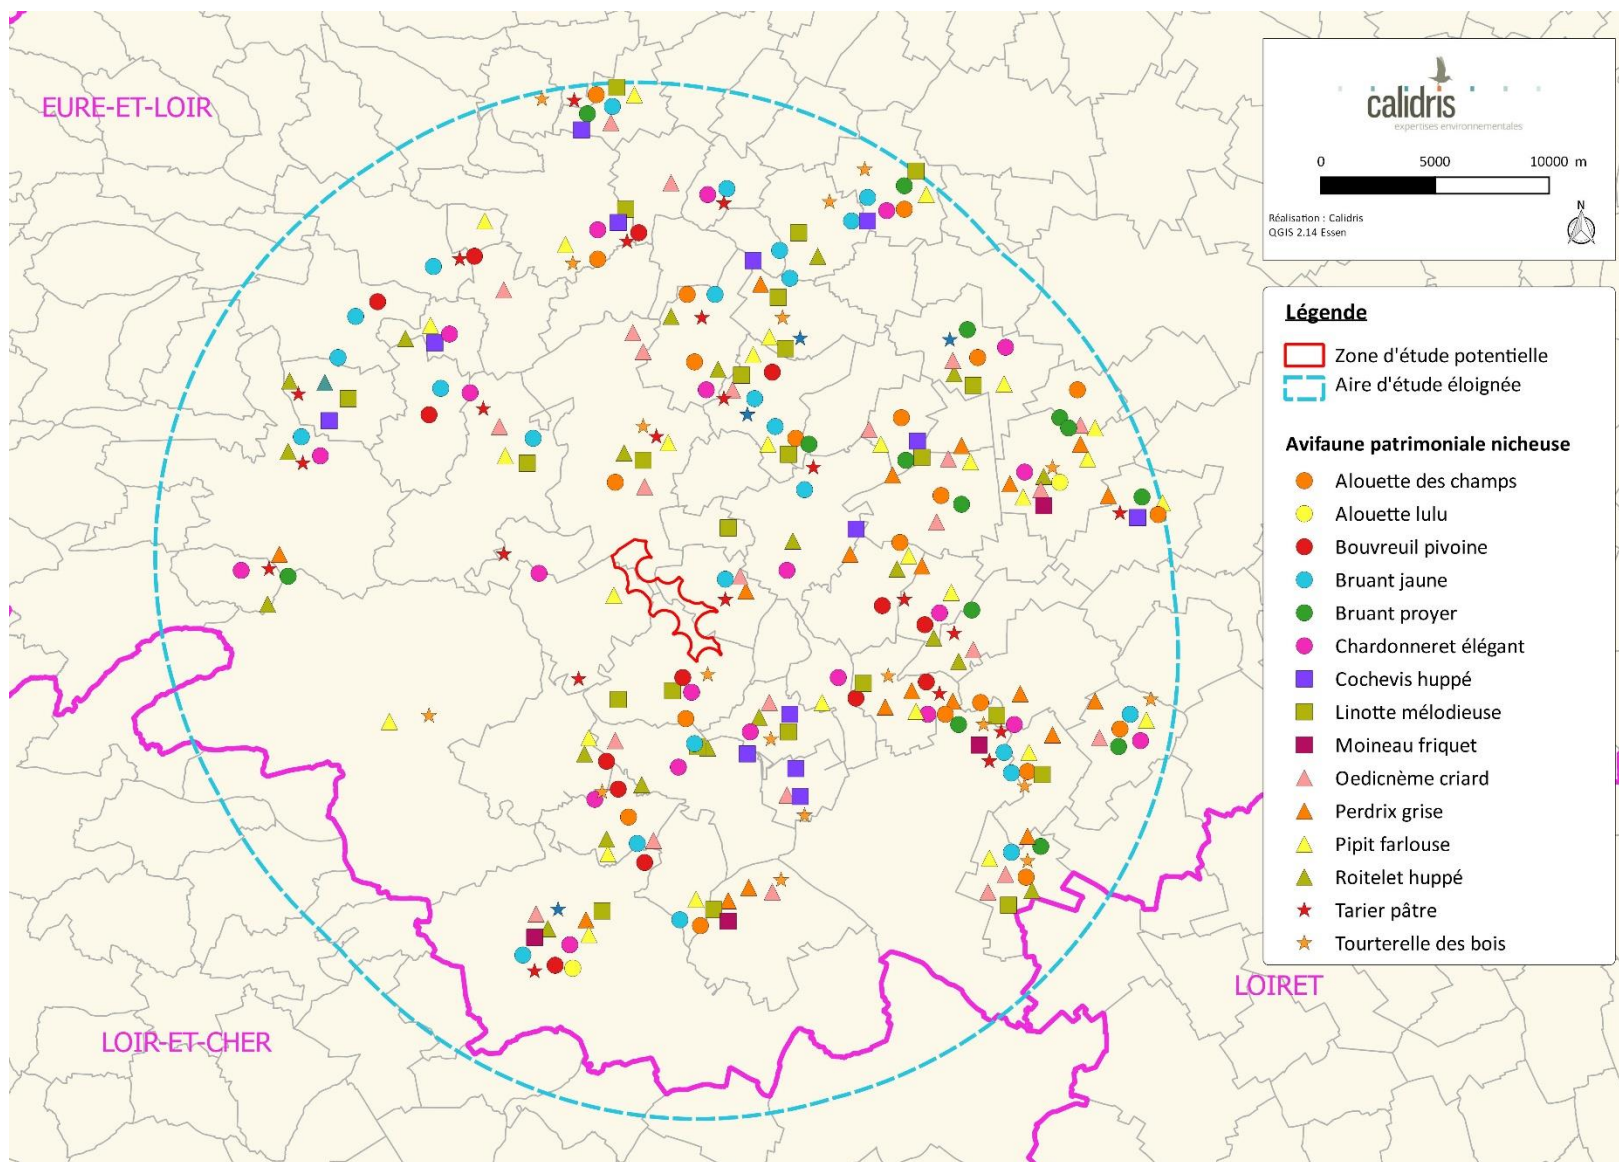 EURE-ET-LOIR
calidris
expertises environnementales
0 5000 10000 m
Réalisation : Calidris
QGIS 2.14 Essen
N
Légende
Zone d'étude potentielle
Aire d'étude éloignée
Avifaune patrimoniale nicheuse
Alouette des champs
Alouette lulu
Bouvreuil pivoine
Bruant jaune
Bruant proyer
Chardonneret élégant
Cochevis huppé
Linotte mélodieuse
Moineau friquet
Oedicnème criard
Perdrix grise
Pipit farlouse
Roitelet huppé
Tarier pâtre
Tourterelle des bois
LOIRET
LOIR-ET-CHER